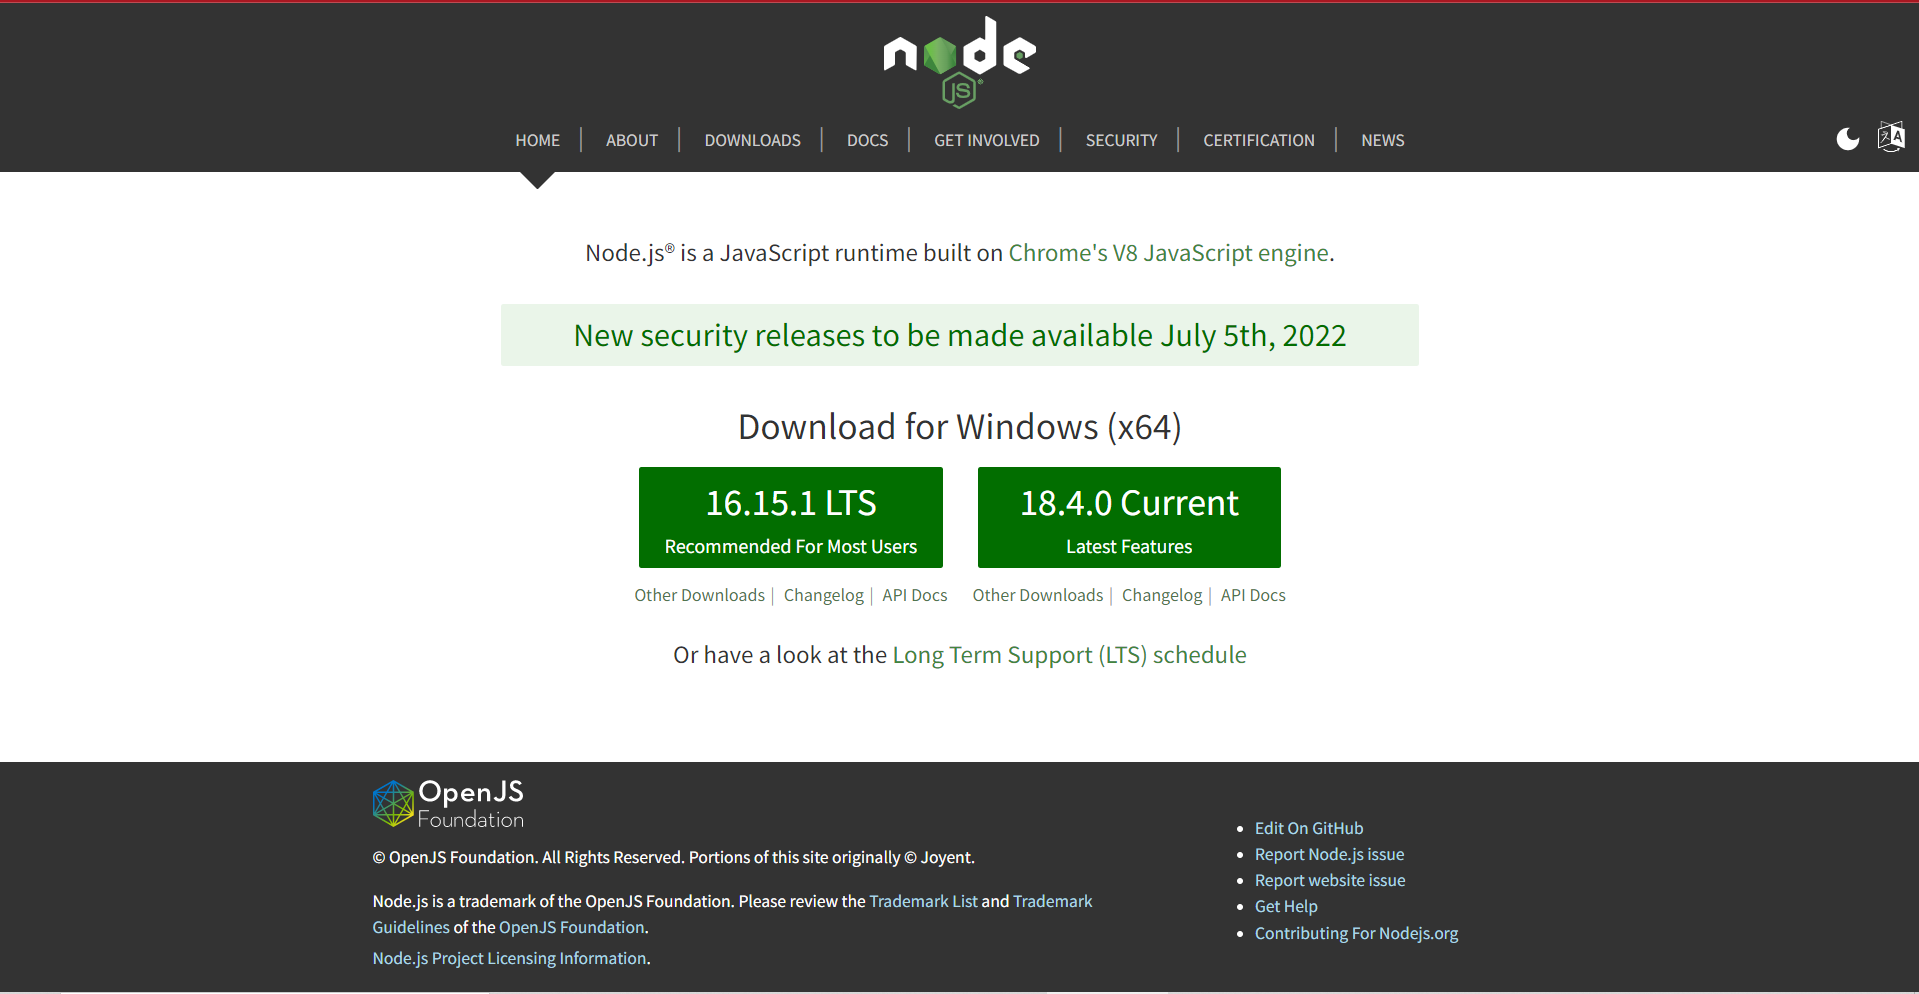 node
JS
HOME | ABOUT | DOWNLOADS | DOCS | GET INVOLVED | SECURITY | CERTIFICATION | NEWS
Node.js® is a JavaScript runtime built on Chrome's V8 JavaScript engine.
New security releases to be made available July 5th, 2022
Download for Windows (x64)
16.15.1 LTS
Recommended For Most Users
18.4.0 Current
Latest Features
Other Downloads | Changelog | API Docs
Other Downloads | Changelog | API Docs
Or have a look at the Long Term Support (LTS) schedule
OpenJS
Foundation
© OpenJS Foundation. All Rights Reserved. Portions of this site originally © Joyent.
Node.js is a trademark of the OpenJS Foundation. Please review the Trademark List and Trademark
Guidelines of the OpenJS Foundation.
Node.js Project Licensing Information.
Edit On GitHub
Report Node.js issue
Report website issue
Get Help
Contributing For Nodejs.org